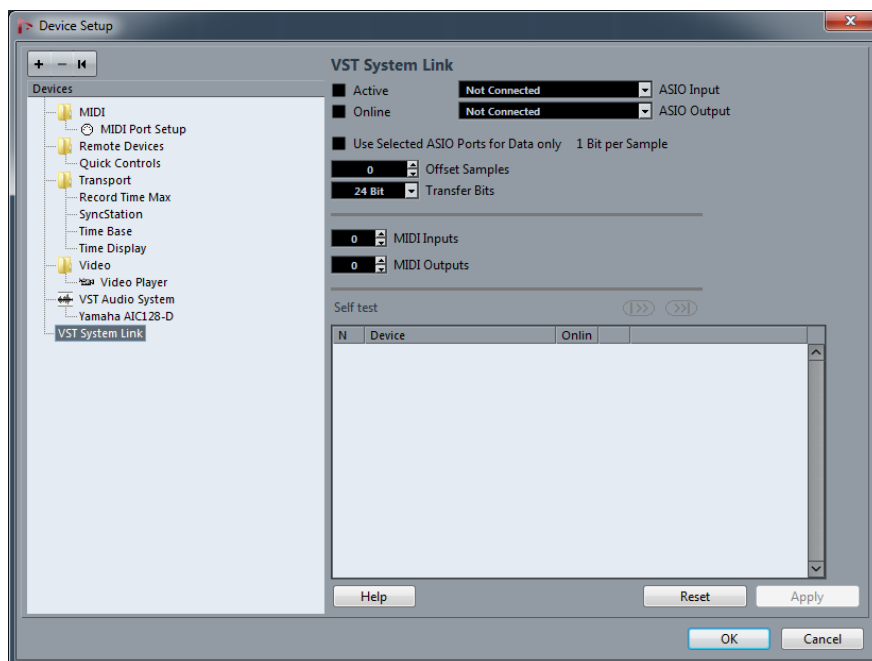 Device Setup
+ −
Devices
MIDI
MIDI Port Setup
Remote Devices
Quick Controls
Transport
Record Time Max
SyncStation
Time Base
Time Display
Video
Video Player
VST Audio System
Yamaha AIC128-D
VST System Link
VST System Link
Active Not Connected ASIO Input
Online Not Connected ASIO Output
Use Selected ASIO Ports for Data only 1 Bit per Sample
0 Offset Samples
24 Bit Transfer Bits
0 MIDI Inputs
0 MIDI Outputs
Self test
N Device Onlin
Help Reset Apply
OK Cancel